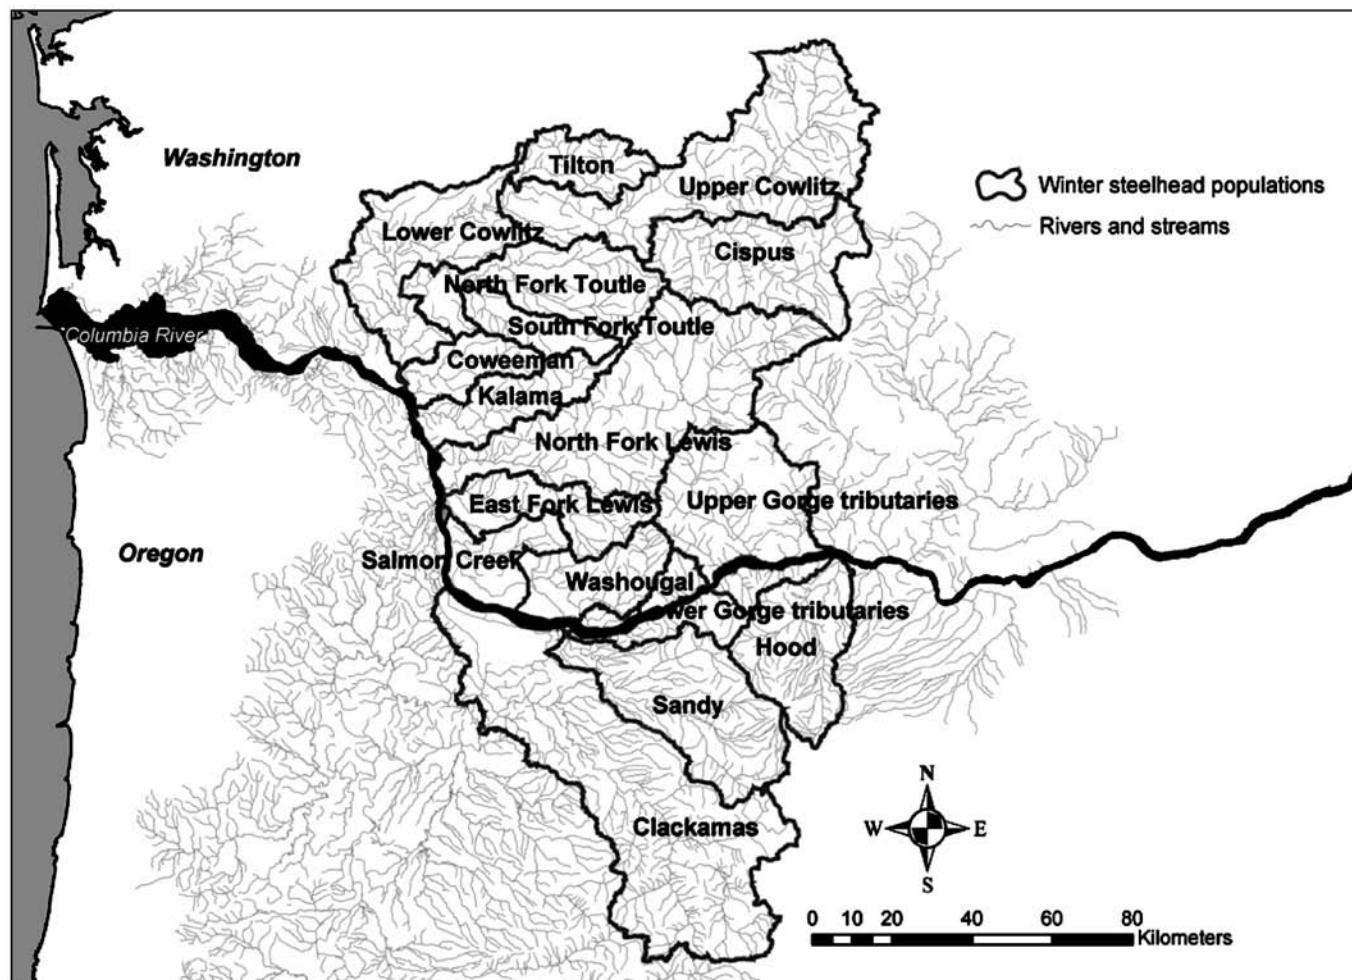 Washington
Tilton
Upper Cowlitz
Winter steelhead populations
Rivers and streams
Lower Cowlitz
Cispus
North Fork Toutle
South Fork Toutle
Columbia River
Coweeman
Kalama
North Fork Lewis
East Fork Lewis
Upper Gorge tributaries
Oregon
Salmon Creek
Washougal
wer Gorge tributaries
Hood
Sandy
Clackamas
N
W E
S
0 10 20 40 60 80
Kilometers